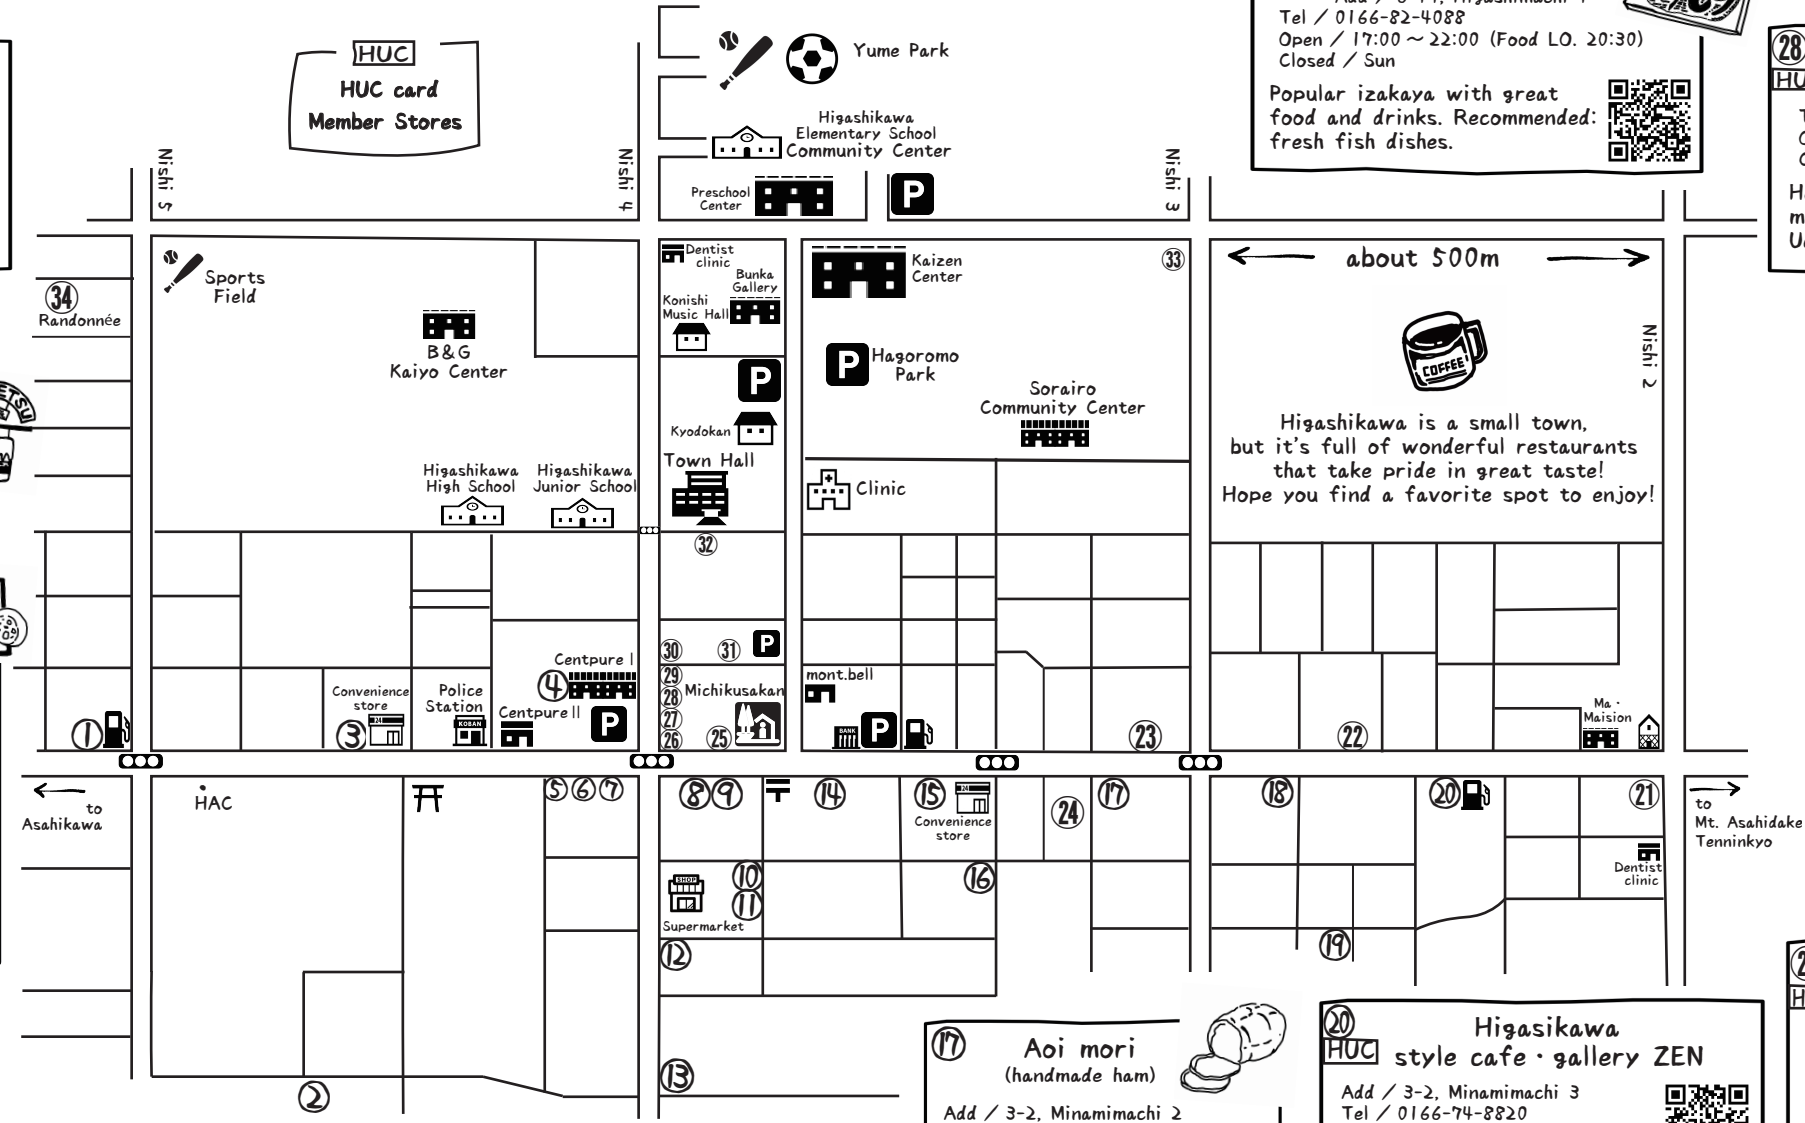 HUC
HUC card
Member Stores
Nishi 5
Nishi 4
Nishi 3
Nishi 2
Yume Park
Higashikawa
Elementary School
Community Center
Preschool
Center
P
Tel / 0166-82-4088
Open / 17:00 ~ 22:00 (Food LO. 20:30)
Closed / Sun
Popular izakaya with great
food and drinks. Recommended:
fresh fish dishes.
28
34
Randonnée
Sports
Field
B&G
Kaiyo Center
Dentist
clinic
Bunka
Gallery
Konishi
Music Hall
P
Kyodokan
Town Hall
Kaizen
Center
33
P
Hagoromo
Park
Sorairo
Community Center
Clinic
about 500m
COFFEE
Higashikawa is a small town,
but it's full of wonderful restaurants
that take pride in great taste!
Hope you find a favorite spot to enjoy!
Higashikawa
High School
Higashikawa
Junior School
32
30
31
P
Centpure I
4
29
28
27
26
25
Michikusakan
mont.bell
BANK
P
1
Convenience
store
24
3
Police
Station
KOBAN
Centpure II
P
23
22
Ma・
Maision
to
Asahikawa
HAC
5 6 7
8 9
〒
14
15
24
Convenience
store
24
17
18
20
21
to
Mt. Asahidake
Tenninkyo
Dentist
clinic
SHOP
Supermarket
10
11
16
12
19
2
13
17
Aoi mori
(handmade ham)
Add / 3-2, Minamimachi 2
20
HUC
Higasikawa
style cafe・gallery ZEN
Add / 3-2, Minamimachi 3
Tel / 0166-74-8820